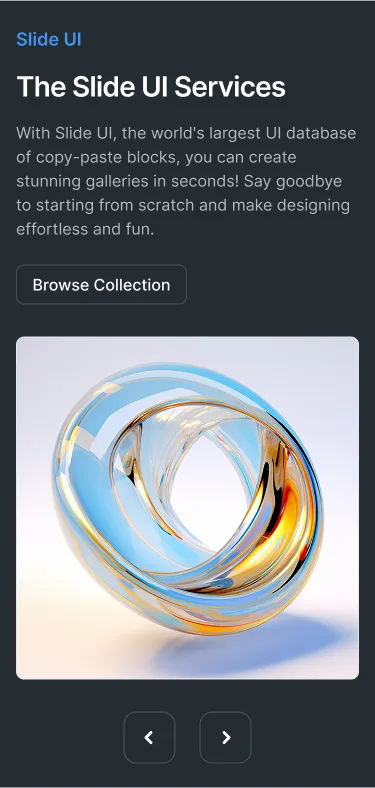 Slide UI
The Slide UI Services
With Slide UI, the world's largest UI database
of copy-paste blocks, you can create
stunning galleries in seconds! Say goodbye
to starting from scratch and make designing
effortless and fun.
Browse Collection